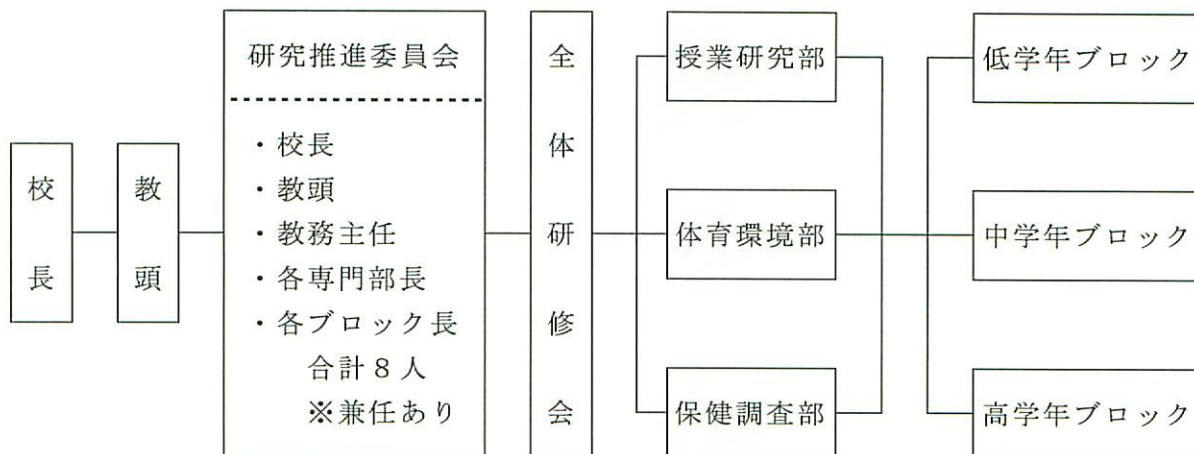 校長
教頭
研究推進委員会
・校長
・教頭
・教務主任
・各専門部長
・各ブロック長
合計8人
※兼任あり
全体研修会
授業研究部
体育環境部
保健調査部
低学年ブロック
中学年ブロック
高学年ブロック